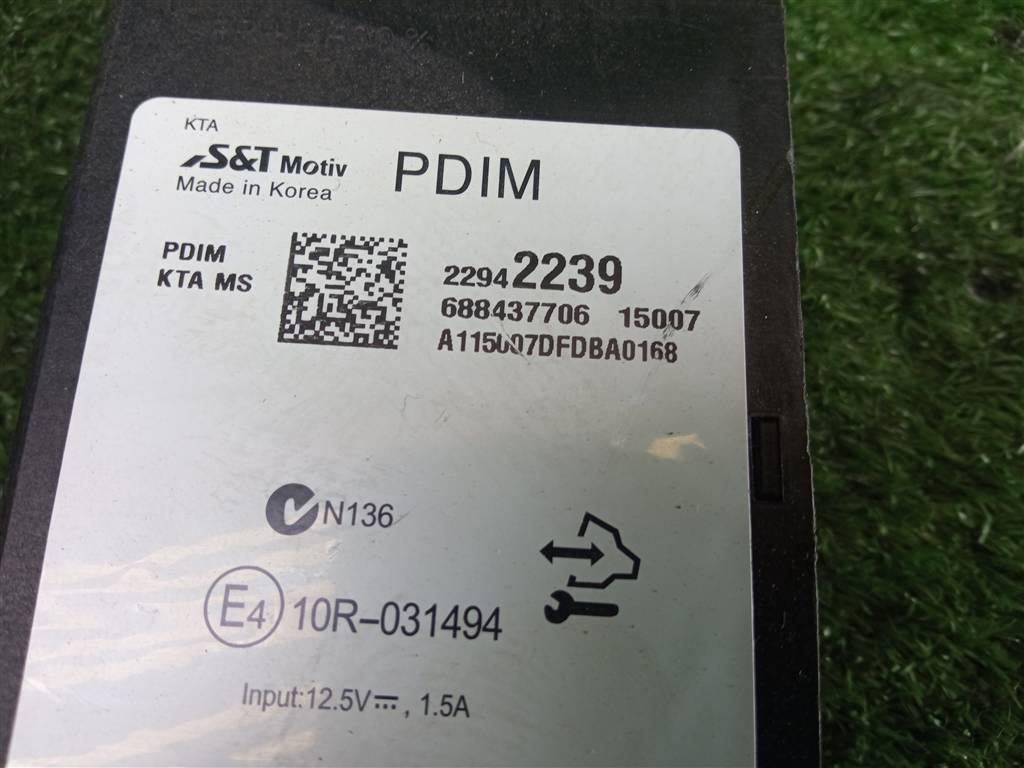 KTA
S&T Motiv PDIM
Made in Korea
PDIM
KTA MS
22942239
688437706 15007
A115007DFDBA0168
N136
E4 10R-031494
Input:12.5V⎓, 1.5A